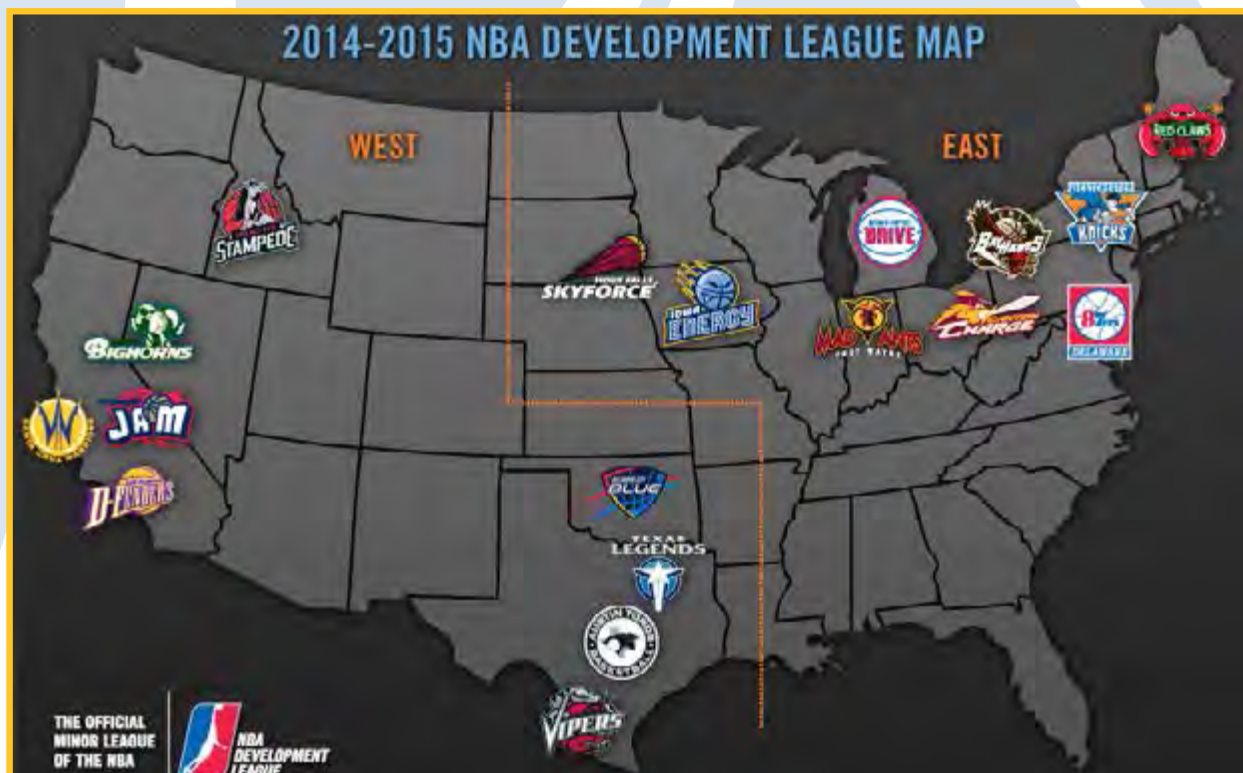 2014-2015 NBA DEVELOPMENT LEAGUE MAP
WEST
EAST
RED CLAWS
STAMPEDE
DRIVE
BAYHAWKS
KNICKS
SKYFORCE
IOWA
ENERGY
BIGHORNS
MAD ANTS
FORT WAYNE
CHARGE
87ERS
DELAWARE
W
JAM
D-FENDERS
BLUE
TEXAS
LEGENDS
AUSTIN TOROS
BASKETBALL
VIPERS
THE OFFICIAL
MINOR LEAGUE
OF THE NBA
NBA
DEVELOPMENT
LEAGUE